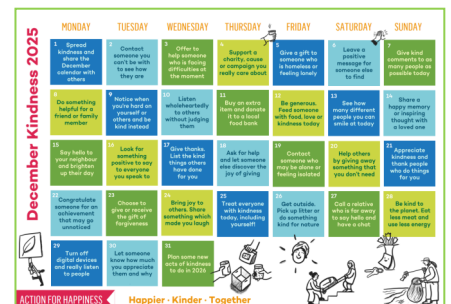 December Kindness 2025
MONDAY
TUESDAY
WEDNESDAY
THURSDAY
FRIDAY
SATURDAY
SUNDAY
1 Spread
kindness and
share the
December
calendar with
others
2 Contact
someone you
can't be with
to see how
they are
3 Offer to
help someone
who is facing
difficulties at
the moment
4 Support a
charity, cause
or campaign you
really care about
5 Give a gift to
someone who
is homeless or
feeling lonely
6 Leave a
positive
message for
someone else
to find
7 Give kind
comments to as
many people as
possible today
8 Do something
helpful for a
friend or family
member
9 Notice when
you're hard on
yourself or
others and be
kind instead
10 Listen
wholeheartedly
to others
without judging
them
11 Buy an extra
item and donate
it to a local
food bank
12 Be generous.
Feed someone
with food, love or
kindness today
13 See how
many different
people you can
smile at today
14 Share a
happy memory
or inspiring
thought with
a loved one
15 Say hello to
your neighbour
and brighten
up their day
16 Look for
something
positive to say
to everyone
you speak to
17 Give thanks.
List the kind
things others
have done
for you
18 Ask for help
and let someone
else discover the
joy of giving
19 Contact
someone who
may be alone or
feeling isolated
20 Help others
by giving away
something that
you don't need
21 Appreciate
kindness and
thank people
who do things
for you
22 Congratulate
someone for an
achievement that
may go
unnoticed
23 Choose to
give or receive
the gift of
forgiveness
24 Bring joy to
others. Share
something which
made you laugh
25 Treat everyone
with kindness
today, including
yourself!
26 Get outside.
Pick up litter or
do something
kind for nature
27 Call a relative
who is far away
to say hello and
have a chat.
28 Be kind to
the planet. Eat
less meat and
use less energy
29 Turn off
digital devices
and really listen
to people
30 Let someone
know how much
you appreciate
them and why
31 Plan some new
acts of kindness
to do in 2026
ACTION FOR HAPPINESS
Happier · Kinder · Together